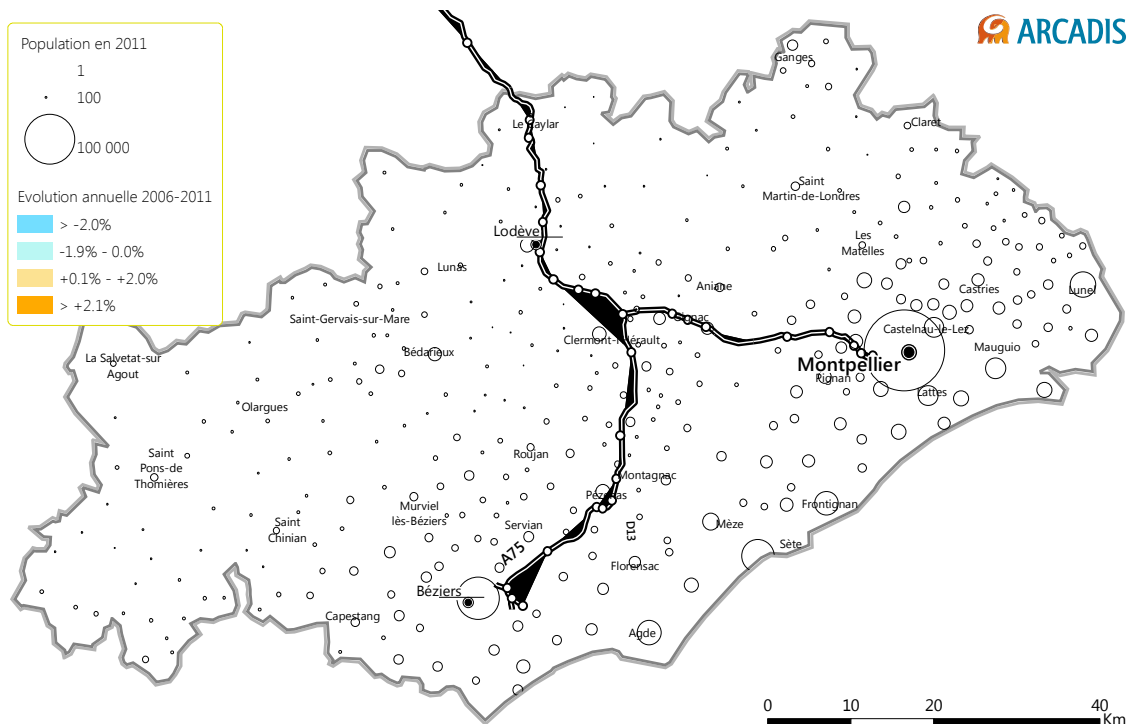 Population en 2011
1
100
100 000
Evolution annuelle 2006-2011
> -2.0%
-1.9% - 0.0%
+0.1% - +2.0%
> +2.1%
ARCADIS
Ganges
Le Caylar
Claret
Saint
Martin-de-Londres
Lodève
Les
Matelles
Lunas
Aniane
Castries
Lunel
Saint-Gervais-sur-Mare
Gignac
Clermont-l'Hérault
Castelnau-le-Lez
Mauguio
La Salvetat-sur
Agout
Bédarieux
Montpellier
Pignan
Lattes
Olargues
Saint
Pons-de
Thomières
Roujan
Montagnac
Murviel
lès-Béziers
Pézenas
Frontignan
Saint
Chinian
Servian
D13
Mèze
Sète
A75
Florensac
Béziers
Capestang
Agde
0
10
20
40
Km